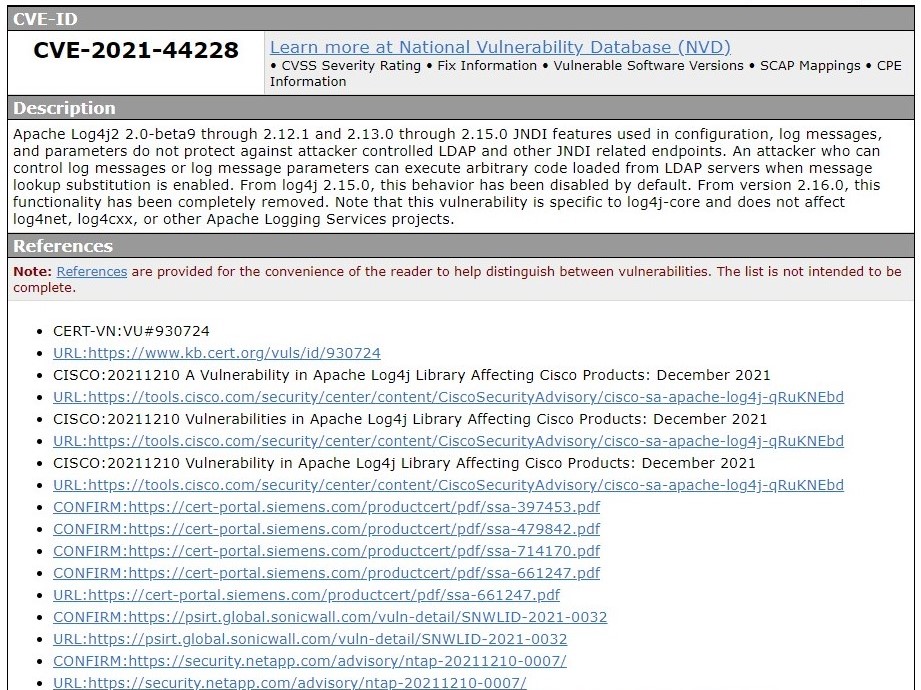 CVE-ID
CVE-2021-44228
Learn more at National Vulnerability Database (NVD)
• CVSS Severity Rating • Fix Information • Vulnerable Software Versions • SCAP Mappings • CPE
Information
Description
Apache Log4j2 2.0-beta9 through 2.12.1 and 2.13.0 through 2.15.0 JNDI features used in configuration, log messages,
and parameters do not protect against attacker controlled LDAP and other JNDI related endpoints. An attacker who can
control log messages or log message parameters can execute arbitrary code loaded from LDAP servers when message
lookup substitution is enabled. From log4j 2.15.0, this behavior has been disabled by default. From version 2.16.0, this
functionality has been completely removed. Note that this vulnerability is specific to log4j-core and does not affect
log4net, log4cxx, or other Apache Logging Services projects.
References
Note: References are provided for the convenience of the reader to help distinguish between vulnerabilities. The list is not intended to be
complete.
• CERT-VN:VU#930724
• URL:https://www.kb.cert.org/vuls/id/930724
• CISCO:20211210 A Vulnerability in Apache Log4j Library Affecting Cisco Products: December 2021
• URL:https://tools.cisco.com/security/center/content/CiscoSecurityAdvisory/cisco-sa-apache-log4j-qRuKNEbd
• CISCO:20211210 Vulnerabilities in Apache Log4j Library Affecting Cisco Products: December 2021
• URL:https://tools.cisco.com/security/center/content/CiscoSecurityAdvisory/cisco-sa-apache-log4j-qRuKNEbd
• CISCO:20211210 Vulnerability in Apache Log4j Library Affecting Cisco Products: December 2021
• URL:https://tools.cisco.com/security/center/content/CiscoSecurityAdvisory/cisco-sa-apache-log4j-qRuKNEbd
• CONFIRM:https://cert-portal.siemens.com/productcert/pdf/ssa-397453.pdf
• CONFIRM:https://cert-portal.siemens.com/productcert/pdf/ssa-479842.pdf
• CONFIRM:https://cert-portal.siemens.com/productcert/pdf/ssa-714170.pdf
• CONFIRM:https://cert-portal.siemens.com/productcert/pdf/ssa-661247.pdf
• URL:https://cert-portal.siemens.com/productcert/pdf/ssa-661247.pdf
• CONFIRM:https://psirt.global.sonicwall.com/vuln-detail/SNWLID-2021-0032
• URL:https://psirt.global.sonicwall.com/vuln-detail/SNWLID-2021-0032
• CONFIRM:https://security.netapp.com/advisory/ntap-20211210-0007/
• URL:https://security.netapp.com/advisory/ntap-20211210-0007/